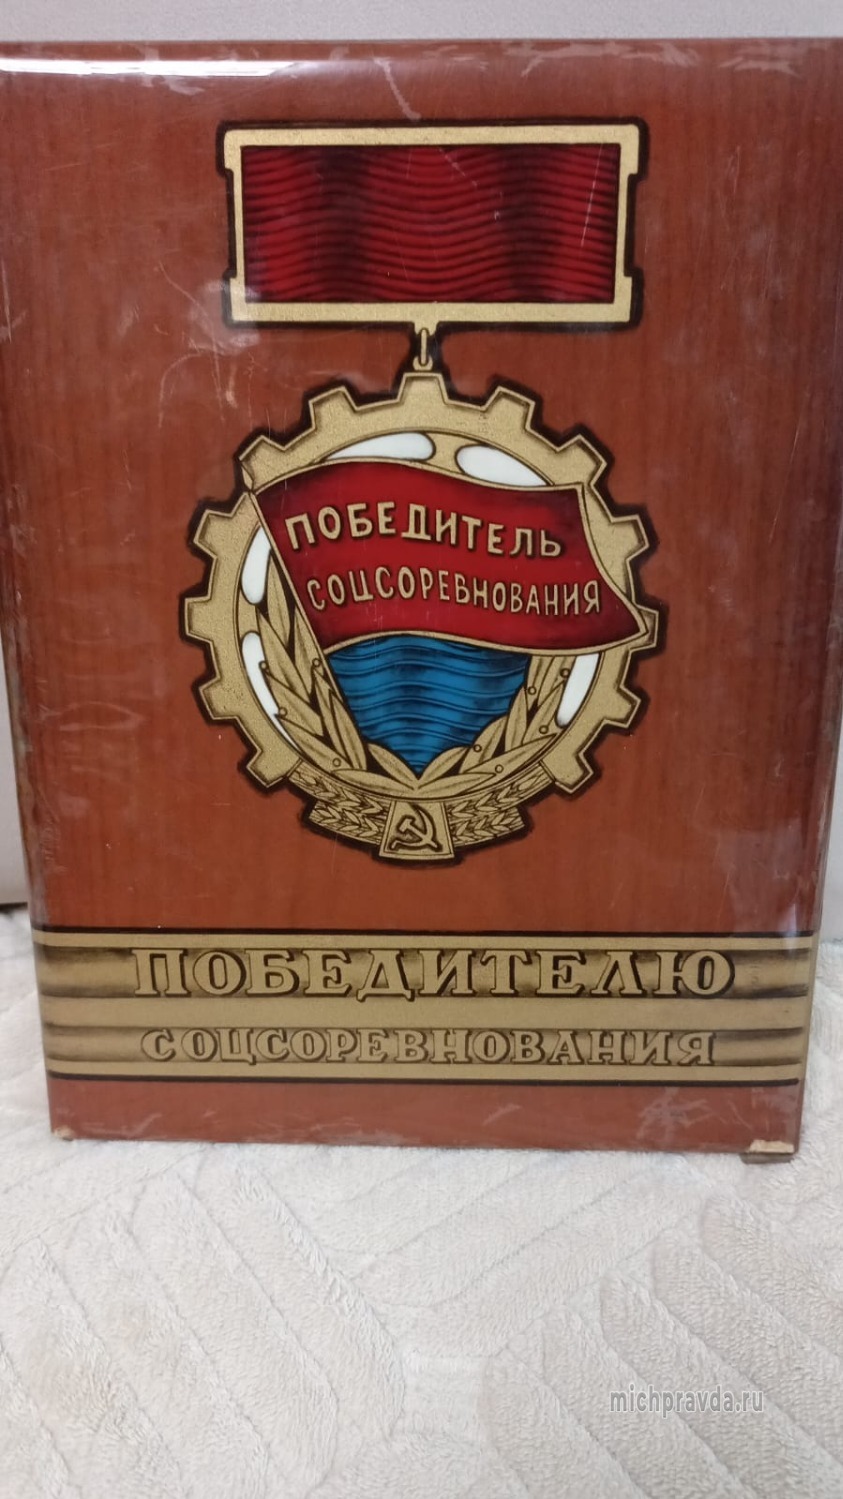 ПОБЕДИТЕЛЬ
СОЦСОРЕВНОВАНИЯ
ПОБЕДИТЕЛЮ
СОЦСОРЕВНОВАНИЯ
michpravda.ru